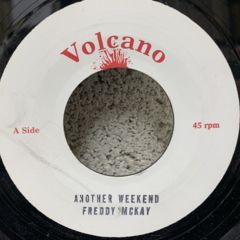 Volcano
A Side
45 rpm
ANOTHER WEEKEND
FREDDY MCKAY